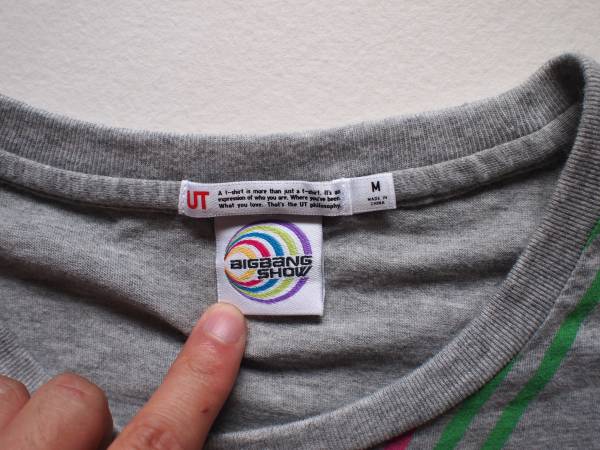 UT
A t-shirt is more than just a t-shirt. It's an
expression of who you are. Where you've been.
What you love. That's the UT philosophy.
M
MADE IN
CHINA
BIGBANG
SHOW